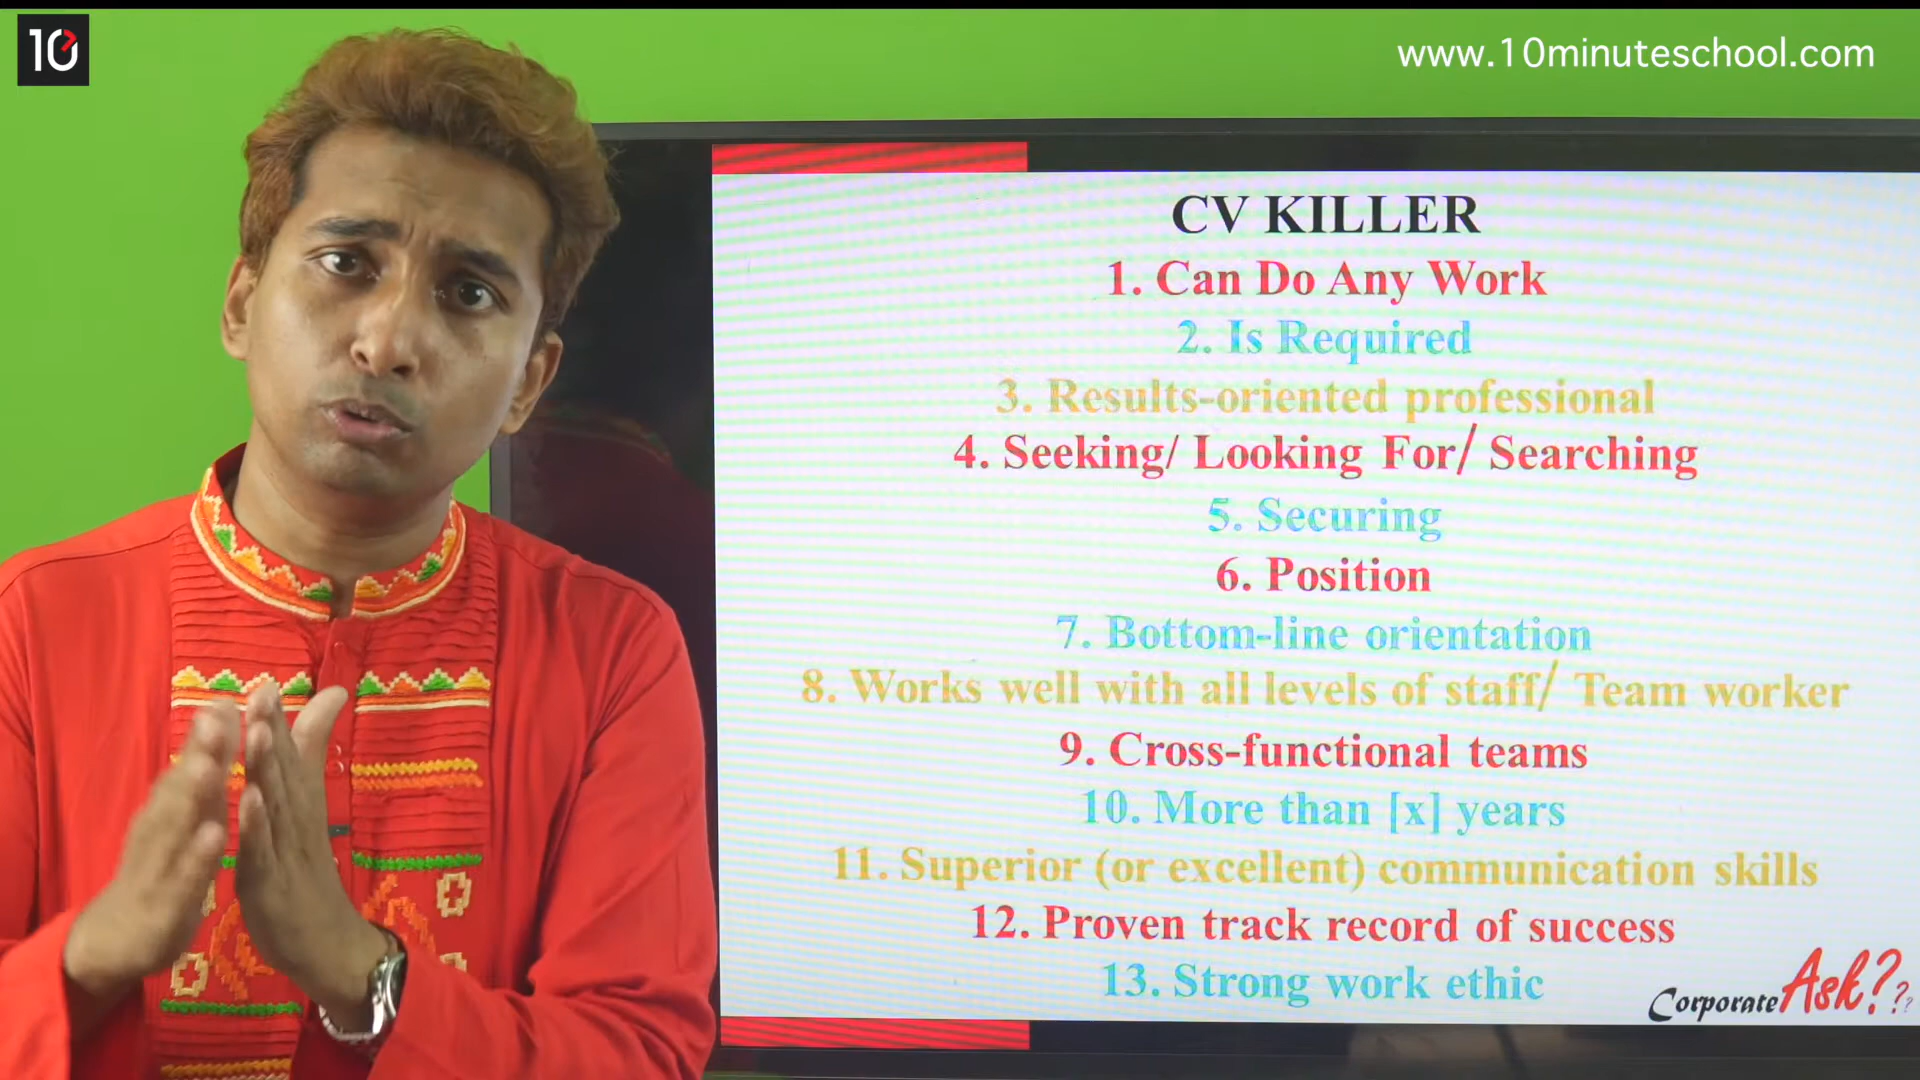 10
www.10minuteschool.com
CV KILLER
1. Can Do Any Work
2. Is Required
3. Results-oriented professional
4. Seeking/ Looking For/ Searching
5. Securing
6. Position
7. Bottom-line orientation
8. Works well with all levels of staff/ Team worker
9. Cross-functional teams
10. More than [x] years
11. Superior (or excellent) communication skills
12. Proven track record of success
13. Strong work ethic
Corporate Ask???